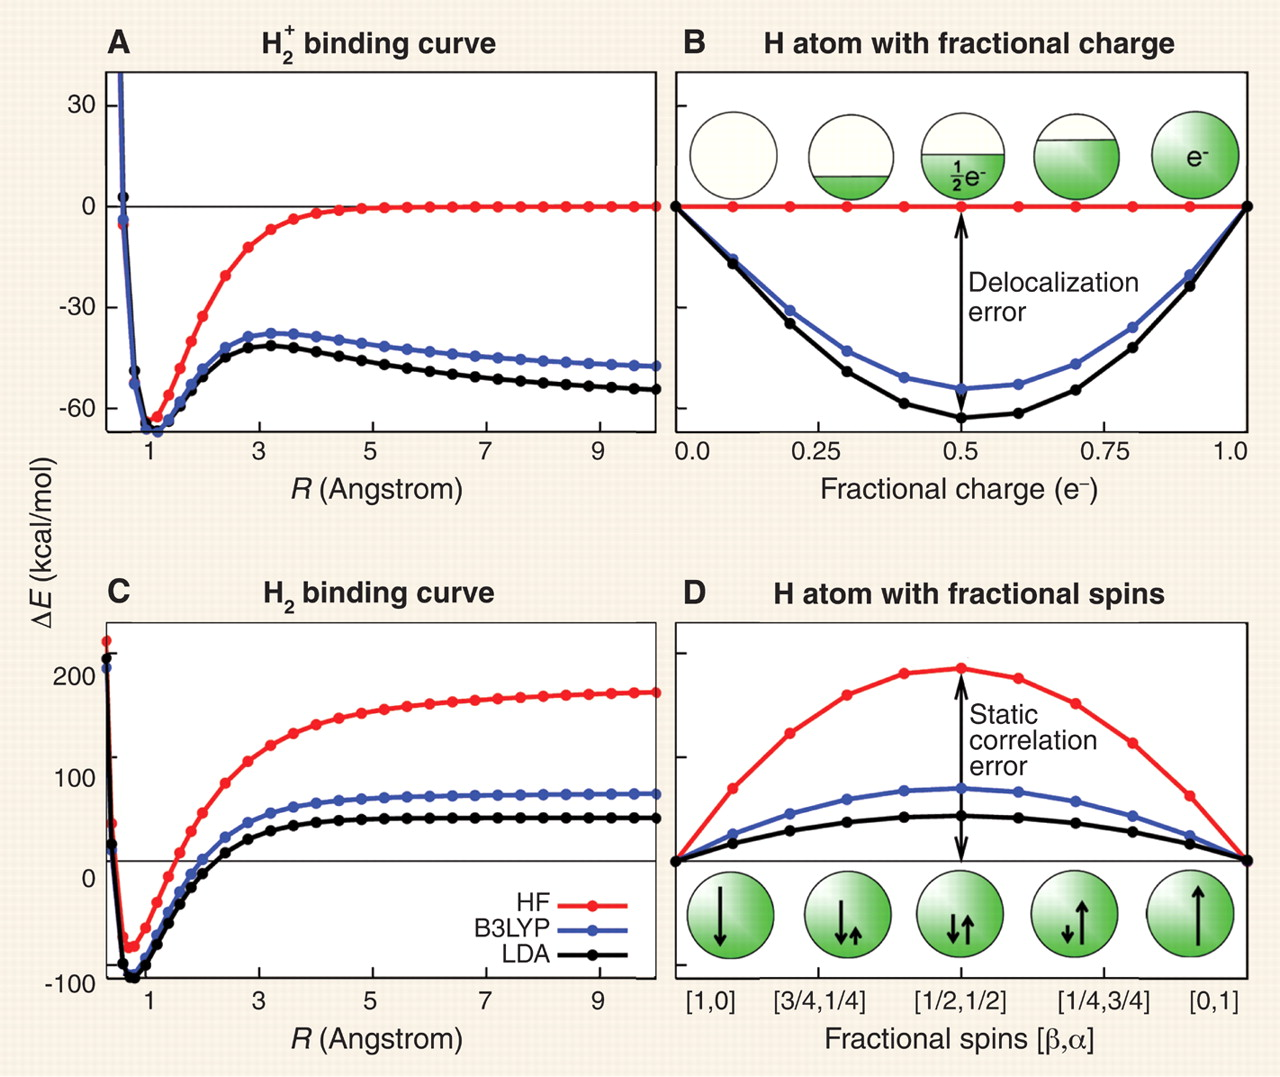 A
H₂⁺ binding curve
30
0
-30
-60
1
3
5
7
9
R (Angstrom)
B
H atom with fractional charge
½e⁻
e⁻
Delocalization
error
0.0
0.25
0.5
0.75
1.0
Fractional charge (e⁻)
ΔE (kcal/mol)
C
H₂ binding curve
200
100
0
-100
HF
B3LYP
LDA
1
3
5
7
9
R (Angstrom)
D
H atom with fractional spins
Static
correlation
error
[1,0]
[3/4,1/4]
[1/2,1/2]
[1/4,3/4]
[0,1]
Fractional spins [β,α]